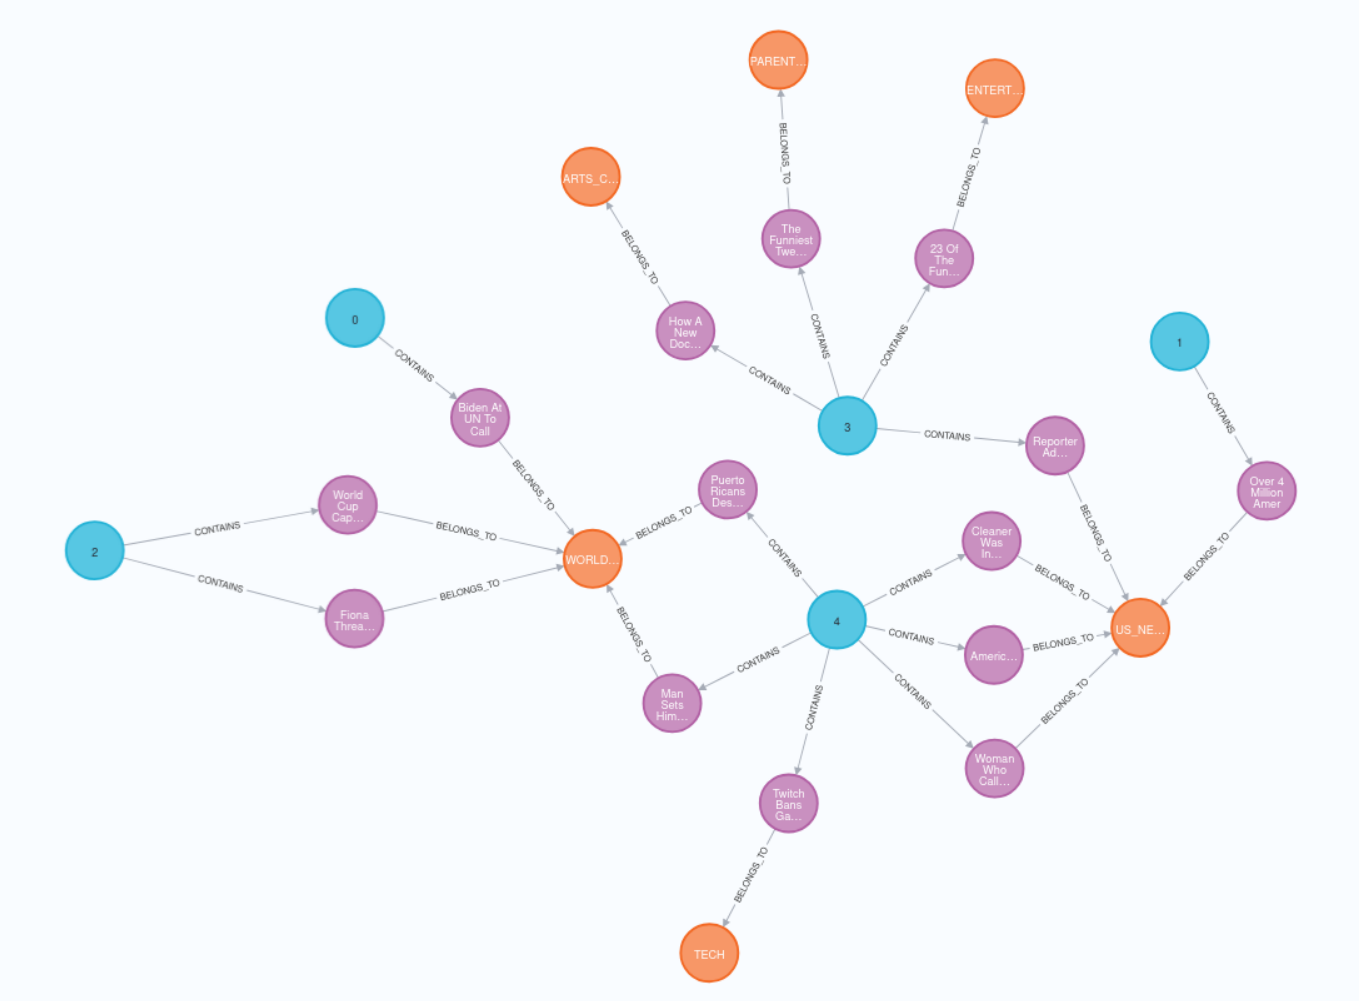 PARENT...
ENTERT...
BELONGS_TO
BELONGS_TO
ARTS_C...
The
Funniest
Twe...
23 Of
The
Fun...
BELONGS_TO
0
How A
New
Doc...
CONTAINS
CONTAINS
1
CONTAINS
CONTAINS
CONTAINS
Biden At
UN To
Call
3
CONTAINS
Reporter
Ad...
BELONGS_TO
World
Cup
Cap...
Puerto
Ricans
Des...
Over 4
Million
Amer
CONTAINS
BELONGS_TO
BELONGS_TO
BELONGS_TO
2
WORLD...
CONTAINS
Cleaner
Was
In...
BELONGS_TO
CONTAINS
BELONGS_TO
CONTAINS
BELONGS_TO
Fiona
Threa...
BELONGS_TO
4
CONTAINS
BELONGS_TO
US_NE...
Americ...
CONTAINS
CONTAINS
BELONGS_TO
Man
Sets
Him...
CONTAINS
Woman
Who
Call...
Twitch
Bans
Ga...
BELONGS_TO
TECH